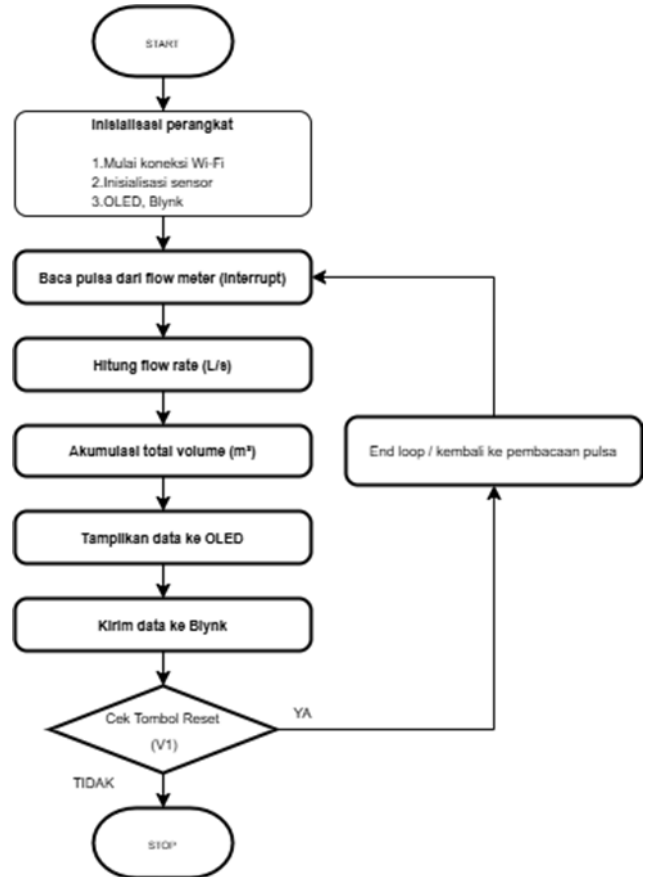 START
Inisialisasi perangkat
1.Mulai koneksi Wi-Fi
2.Inisialisasi sensor
3.OLED, Blynk
Baca pulsa dari flow meter (Interrupt)
Hitung flow rate (L/s)
Akumulasi total volume (m³)
End loop / kembali ke pembacaan pulsa
Tampilkan data ke OLED
Kirim data ke Blynk
Cek Tombol Reset
(V1)
YA
TIDAK
STOP